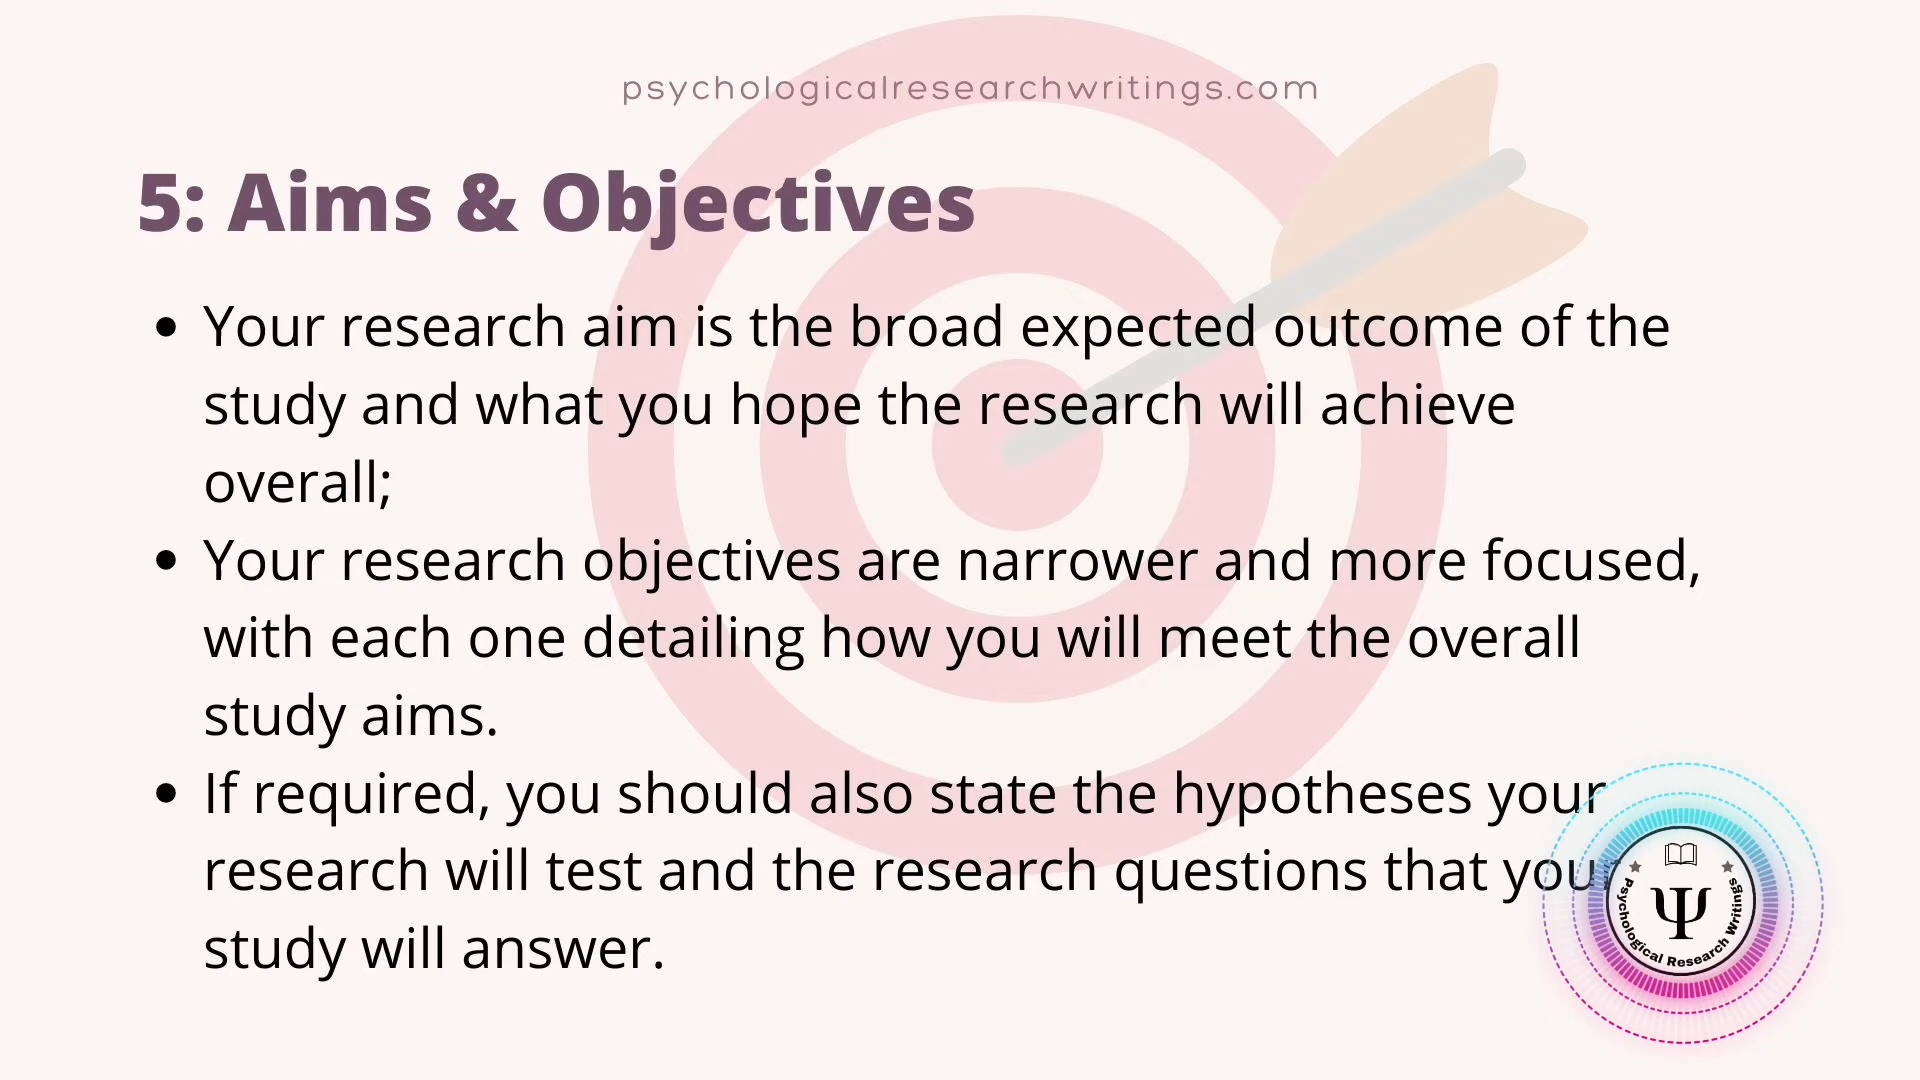 psychologicalresearchwritings.com
5: Aims & Objectives
• Your research aim is the broad expected outcome of the
study and what you hope the research will achieve
overall;
• Your research objectives are narrower and more focused,
with each one detailing how you will meet the overall
study aims.
• If required, you should also state the hypotheses your
research will test and the research questions that your
study will answer.
Ψ
Psychological Research Writings